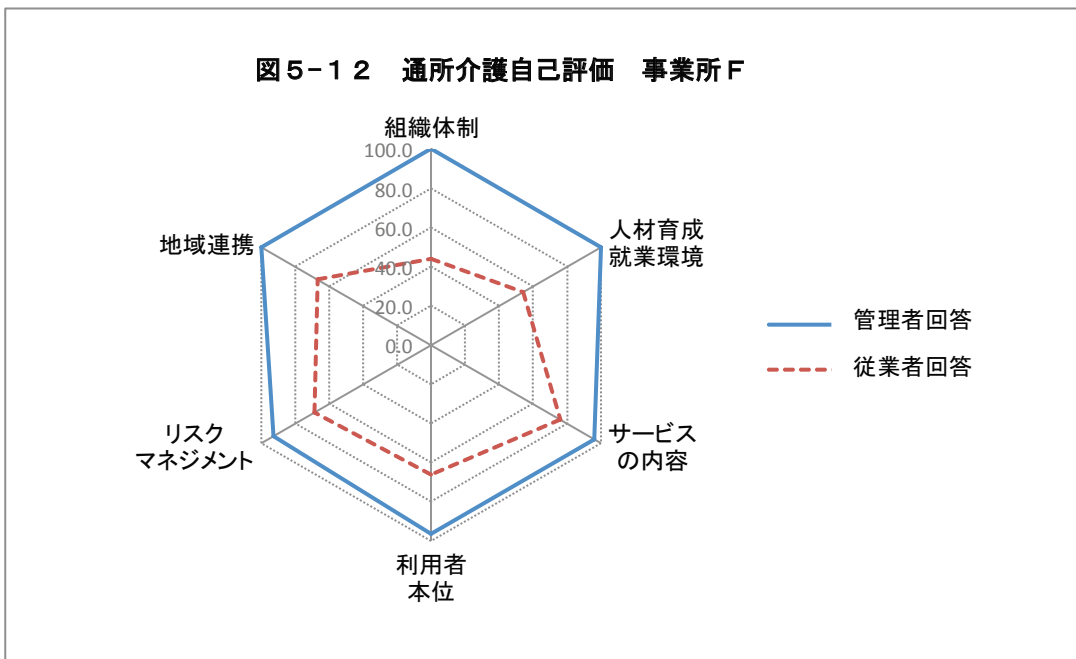 図５-１２　通所介護自己評価　事業所Ｆ
組織体制
100.0
80.0
60.0
40.0
20.0
0.0
人材育成
就業環境
サービス
の内容
利用者
本位
リスク
マネジメント
地域連携
管理者回答
従業者回答